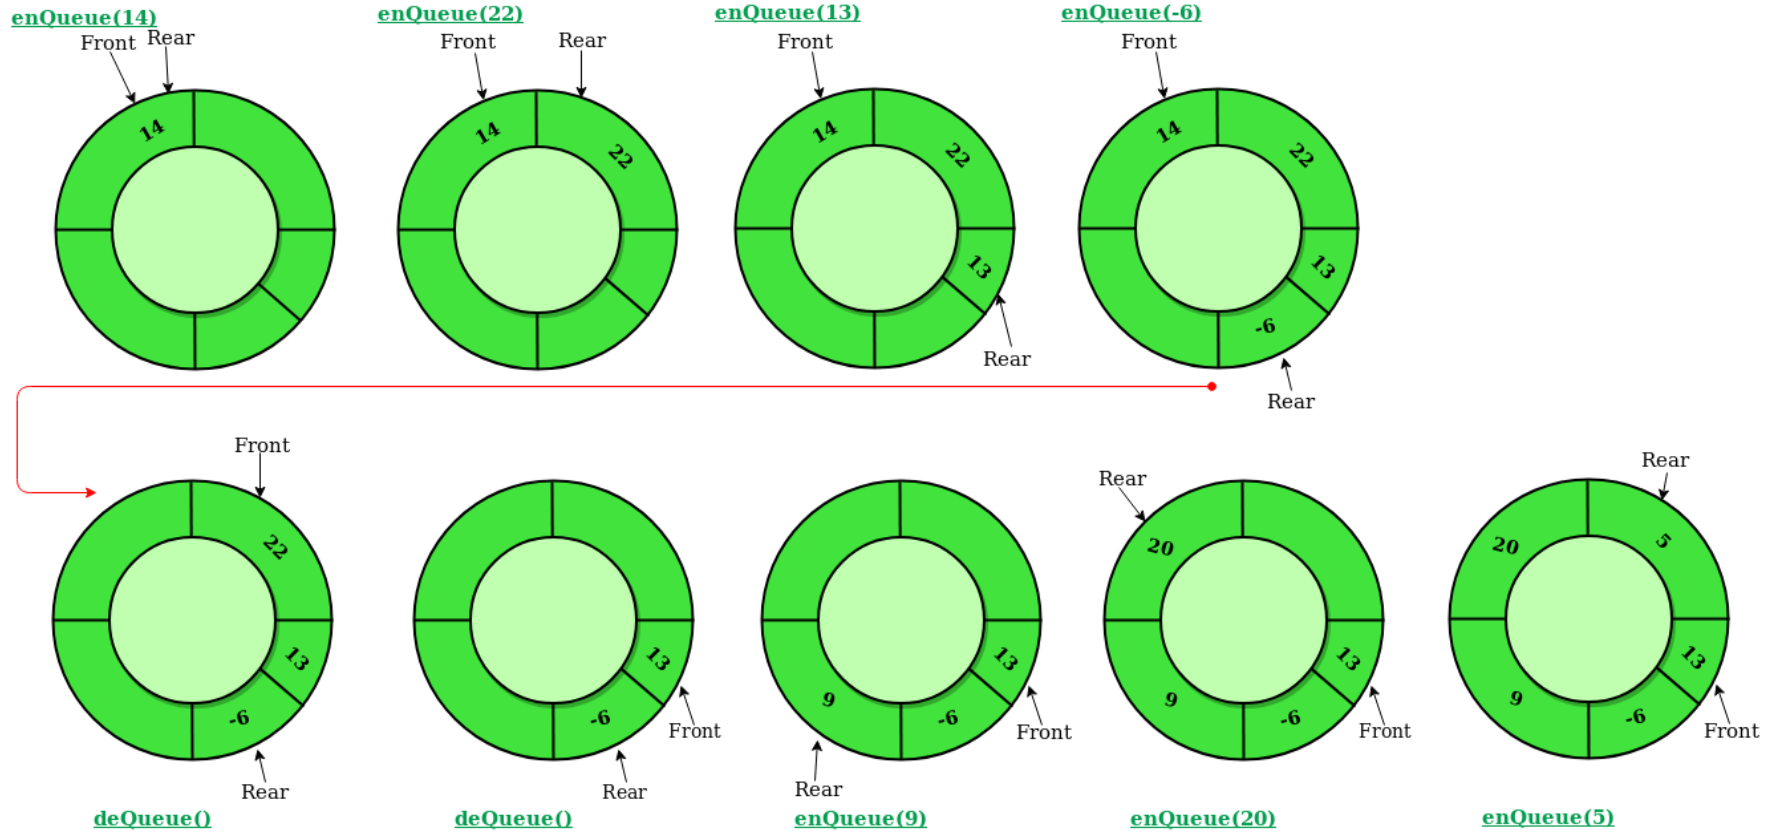 enQueue(14)
Front Rear
14
enQueue(22)
Front Rear
14
22
enQueue(13)
Front
14
22
13
Rear
enQueue(-6)
Front
14
22
13
-6
Rear
Front
22
13
-6
Rear
deQueue()
13
-6
Front
Rear
deQueue()
13
9
-6
Front
Rear
enQueue(9)
Rear
20
13
9
-6
Front
enQueue(20)
Rear
20
5
13
9
-6
Front
enQueue(5)